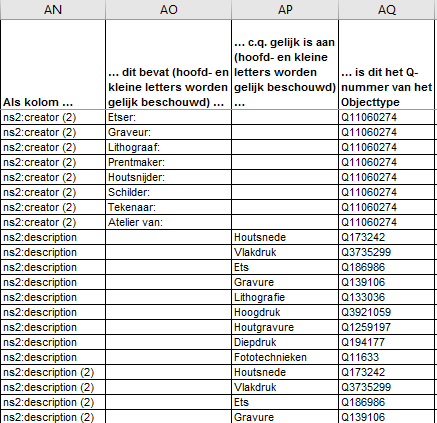 AN AO AP AQ
Als kolom …
… dit bevat (hoofd- en
kleine letters worden
gelijk beschouwd) …
… c.q. gelijk is aan
(hoofd- en kleine
letters worden
gelijk beschouwd)
…
… is dit het Q-
nummer van het
Objecttype
ns2:creator (2) Etser: Q11060274
ns2:creator (2) Graveur: Q11060274
ns2:creator (2) Lithograaf: Q11060274
ns2:creator (2) Prentmaker: Q11060274
ns2:creator (2) Houtsnijder: Q11060274
ns2:creator (2) Schilder: Q11060274
ns2:creator (2) Tekenaar: Q11060274
ns2:creator (2) Atelier van: Q11060274
ns2:description Houtsnede Q173242
ns2:description Vlakdruk Q3735299
ns2:description Ets Q186986
ns2:description Gravure Q139106
ns2:description Lithografie Q133036
ns2:description Hoogdruk Q3921059
ns2:description Houtgravure Q1259197
ns2:description Diepdruk Q194177
ns2:description Fototechnieken Q11633
ns2:description (2) Houtsnede Q173242
ns2:description (2) Vlakdruk Q3735299
ns2:description (2) Ets Q186986
ns2:description (2) Gravure Q139106